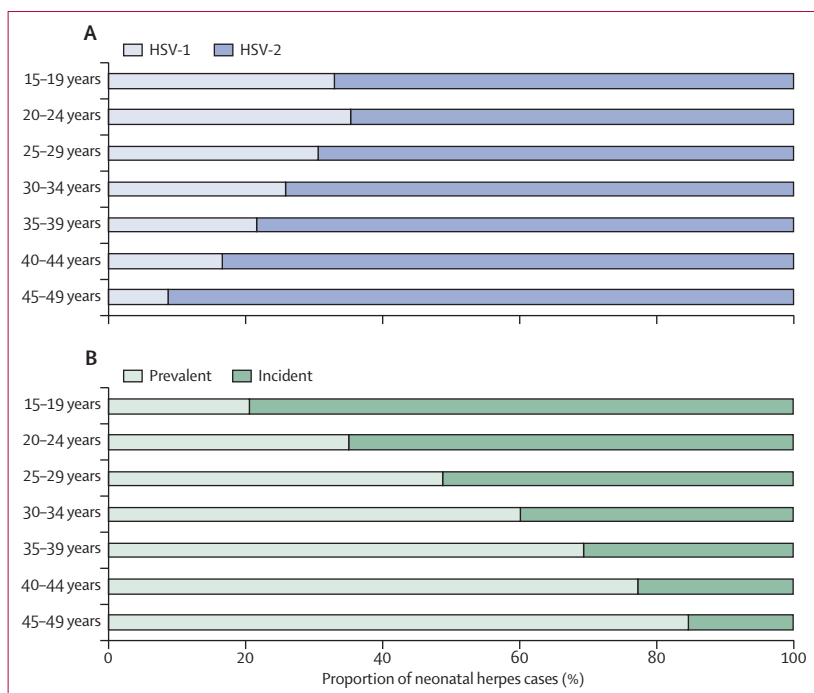 A
HSV-1 HSV-2
15–19 years
20–24 years
25–29 years
30–34 years
35–39 years
40–44 years
45–49 years
B
Prevalent Incident
15–19 years
20–24 years
25–29 years
30–34 years
35–39 years
40–44 years
45–49 years
0 20 40 60 80 100
Proportion of neonatal herpes cases (%)